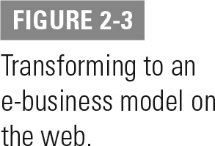 FIGURE 2-3
Transforming to an
e-business model on
the web.